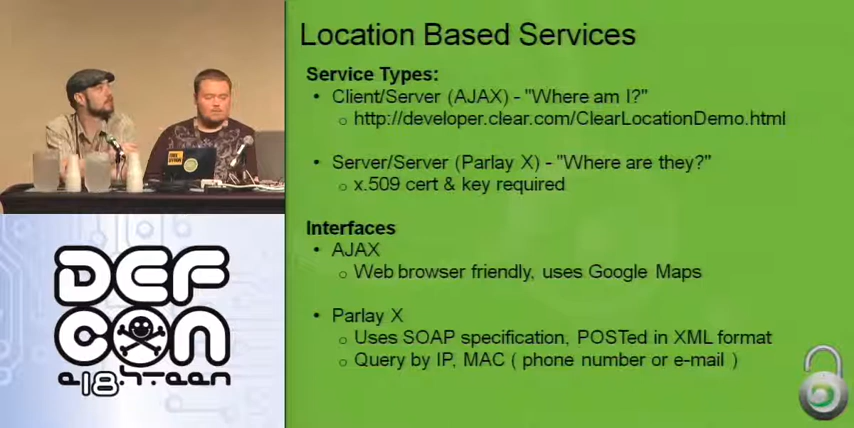 Location Based Services
Service Types:
• Client/Server (AJAX) - "Where am I?"
o http://developer.clear.com/ClearLocationDemo.html
• Server/Server (Parlay X) - "Where are they?"
o x.509 cert & key required
Interfaces
• AJAX
o Web browser friendly, uses Google Maps
• Parlay X
o Uses SOAP specification, POSTed in XML format
o Query by IP, MAC ( phone number or e-mail )
DEF
CON
e18hteen